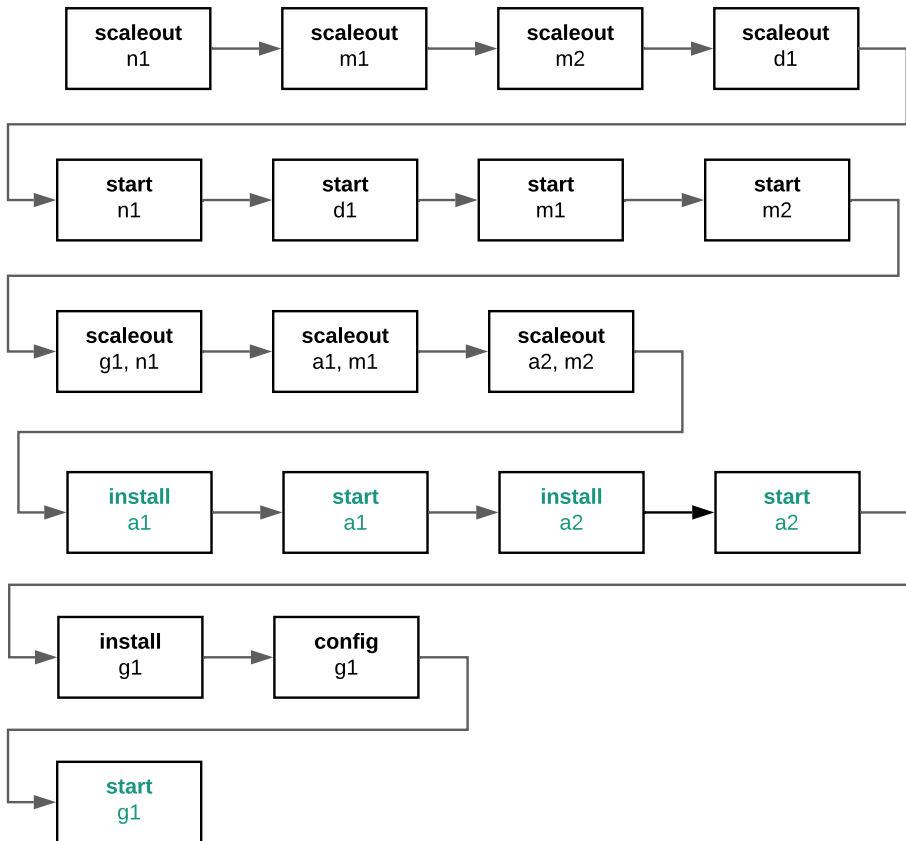 scaleout
n1
scaleout
m1
scaleout
m2
scaleout
d1
start
n1
start
d1
start
m1
start
m2
scaleout
g1, n1
scaleout
a1, m1
scaleout
a2, m2
install
a1
start
a1
install
a2
start
a2
install
g1
config
g1
start
g1